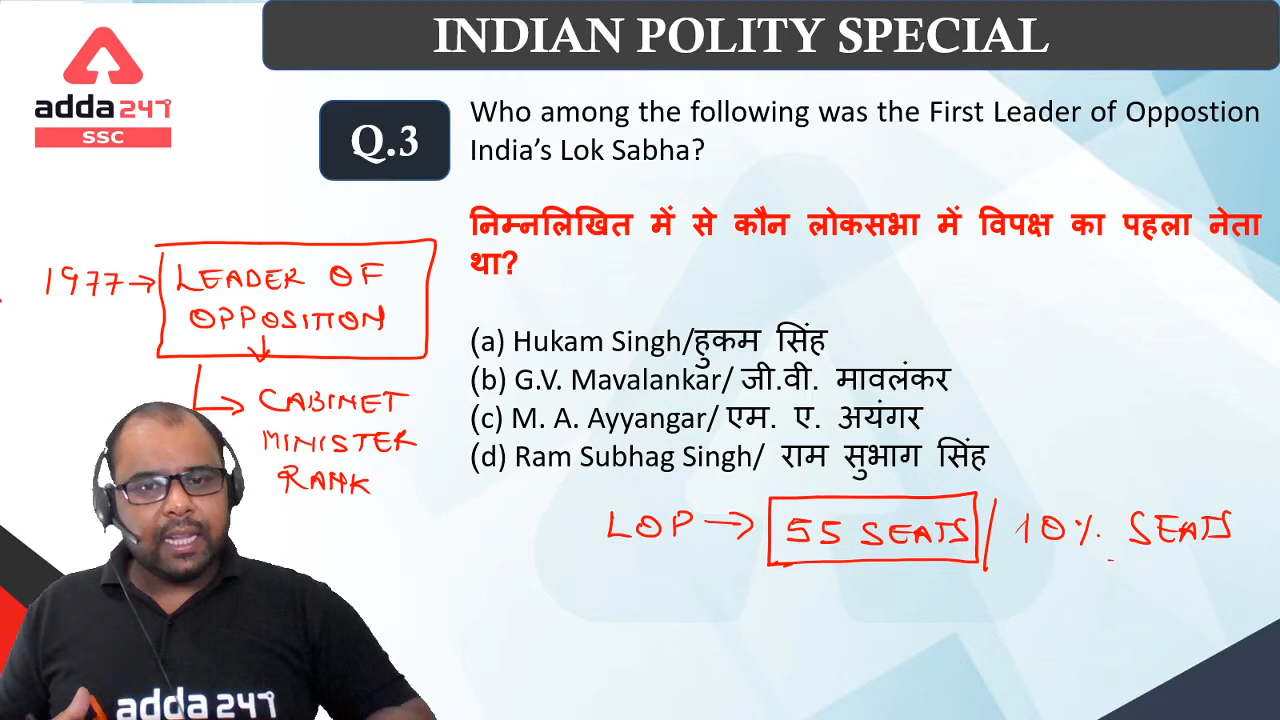 INDIAN POLITY SPECIAL
adda247
SSC
Q.3
Who among the following was the First Leader of Oppostion
India's Lok Sabha?
निम्नलिखित में से कौन लोकसभा में विपक्ष का पहला नेता
था?
1977 → LEADER OF
OPPOSITION
CABINET
MINISTER
RANK
(a) Hukam Singh/हुकम सिंह
(b) G.V. Mavalankar/ जी.वी. मावलंकर
(c) M. A. Ayyangar/ एम. ए. अयंगर
(d) Ram Subhag Singh/ राम सुभाग सिंह
LOP → 55 SEATS / 10% SEATS
adda247